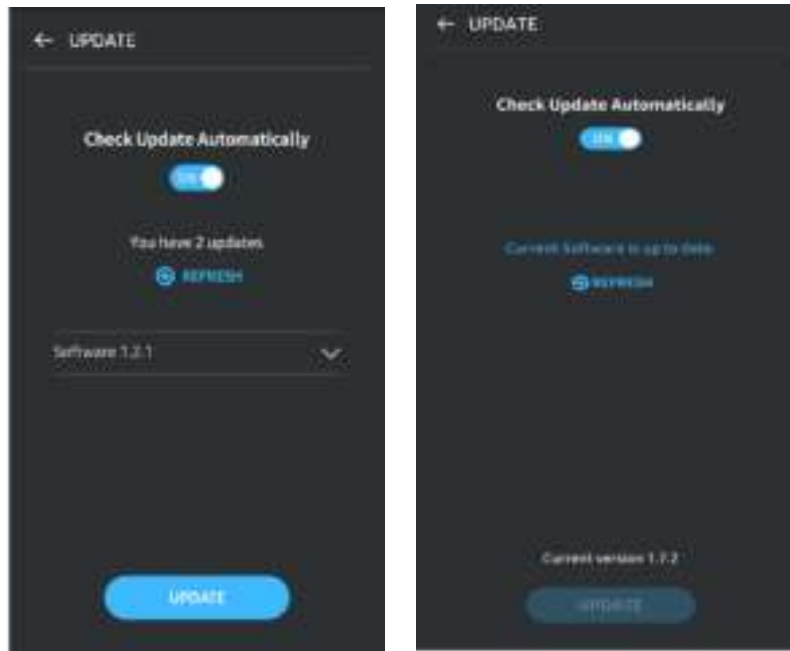 ← UPDATE
Check Update Automatically
ON
You have 2 updates
REFRESH
Software 1.2.1
UPDATE
← UPDATE
Check Update Automatically
ON
Current Software is up to date
REFRESH
Current version 1.7.2
UPDATE